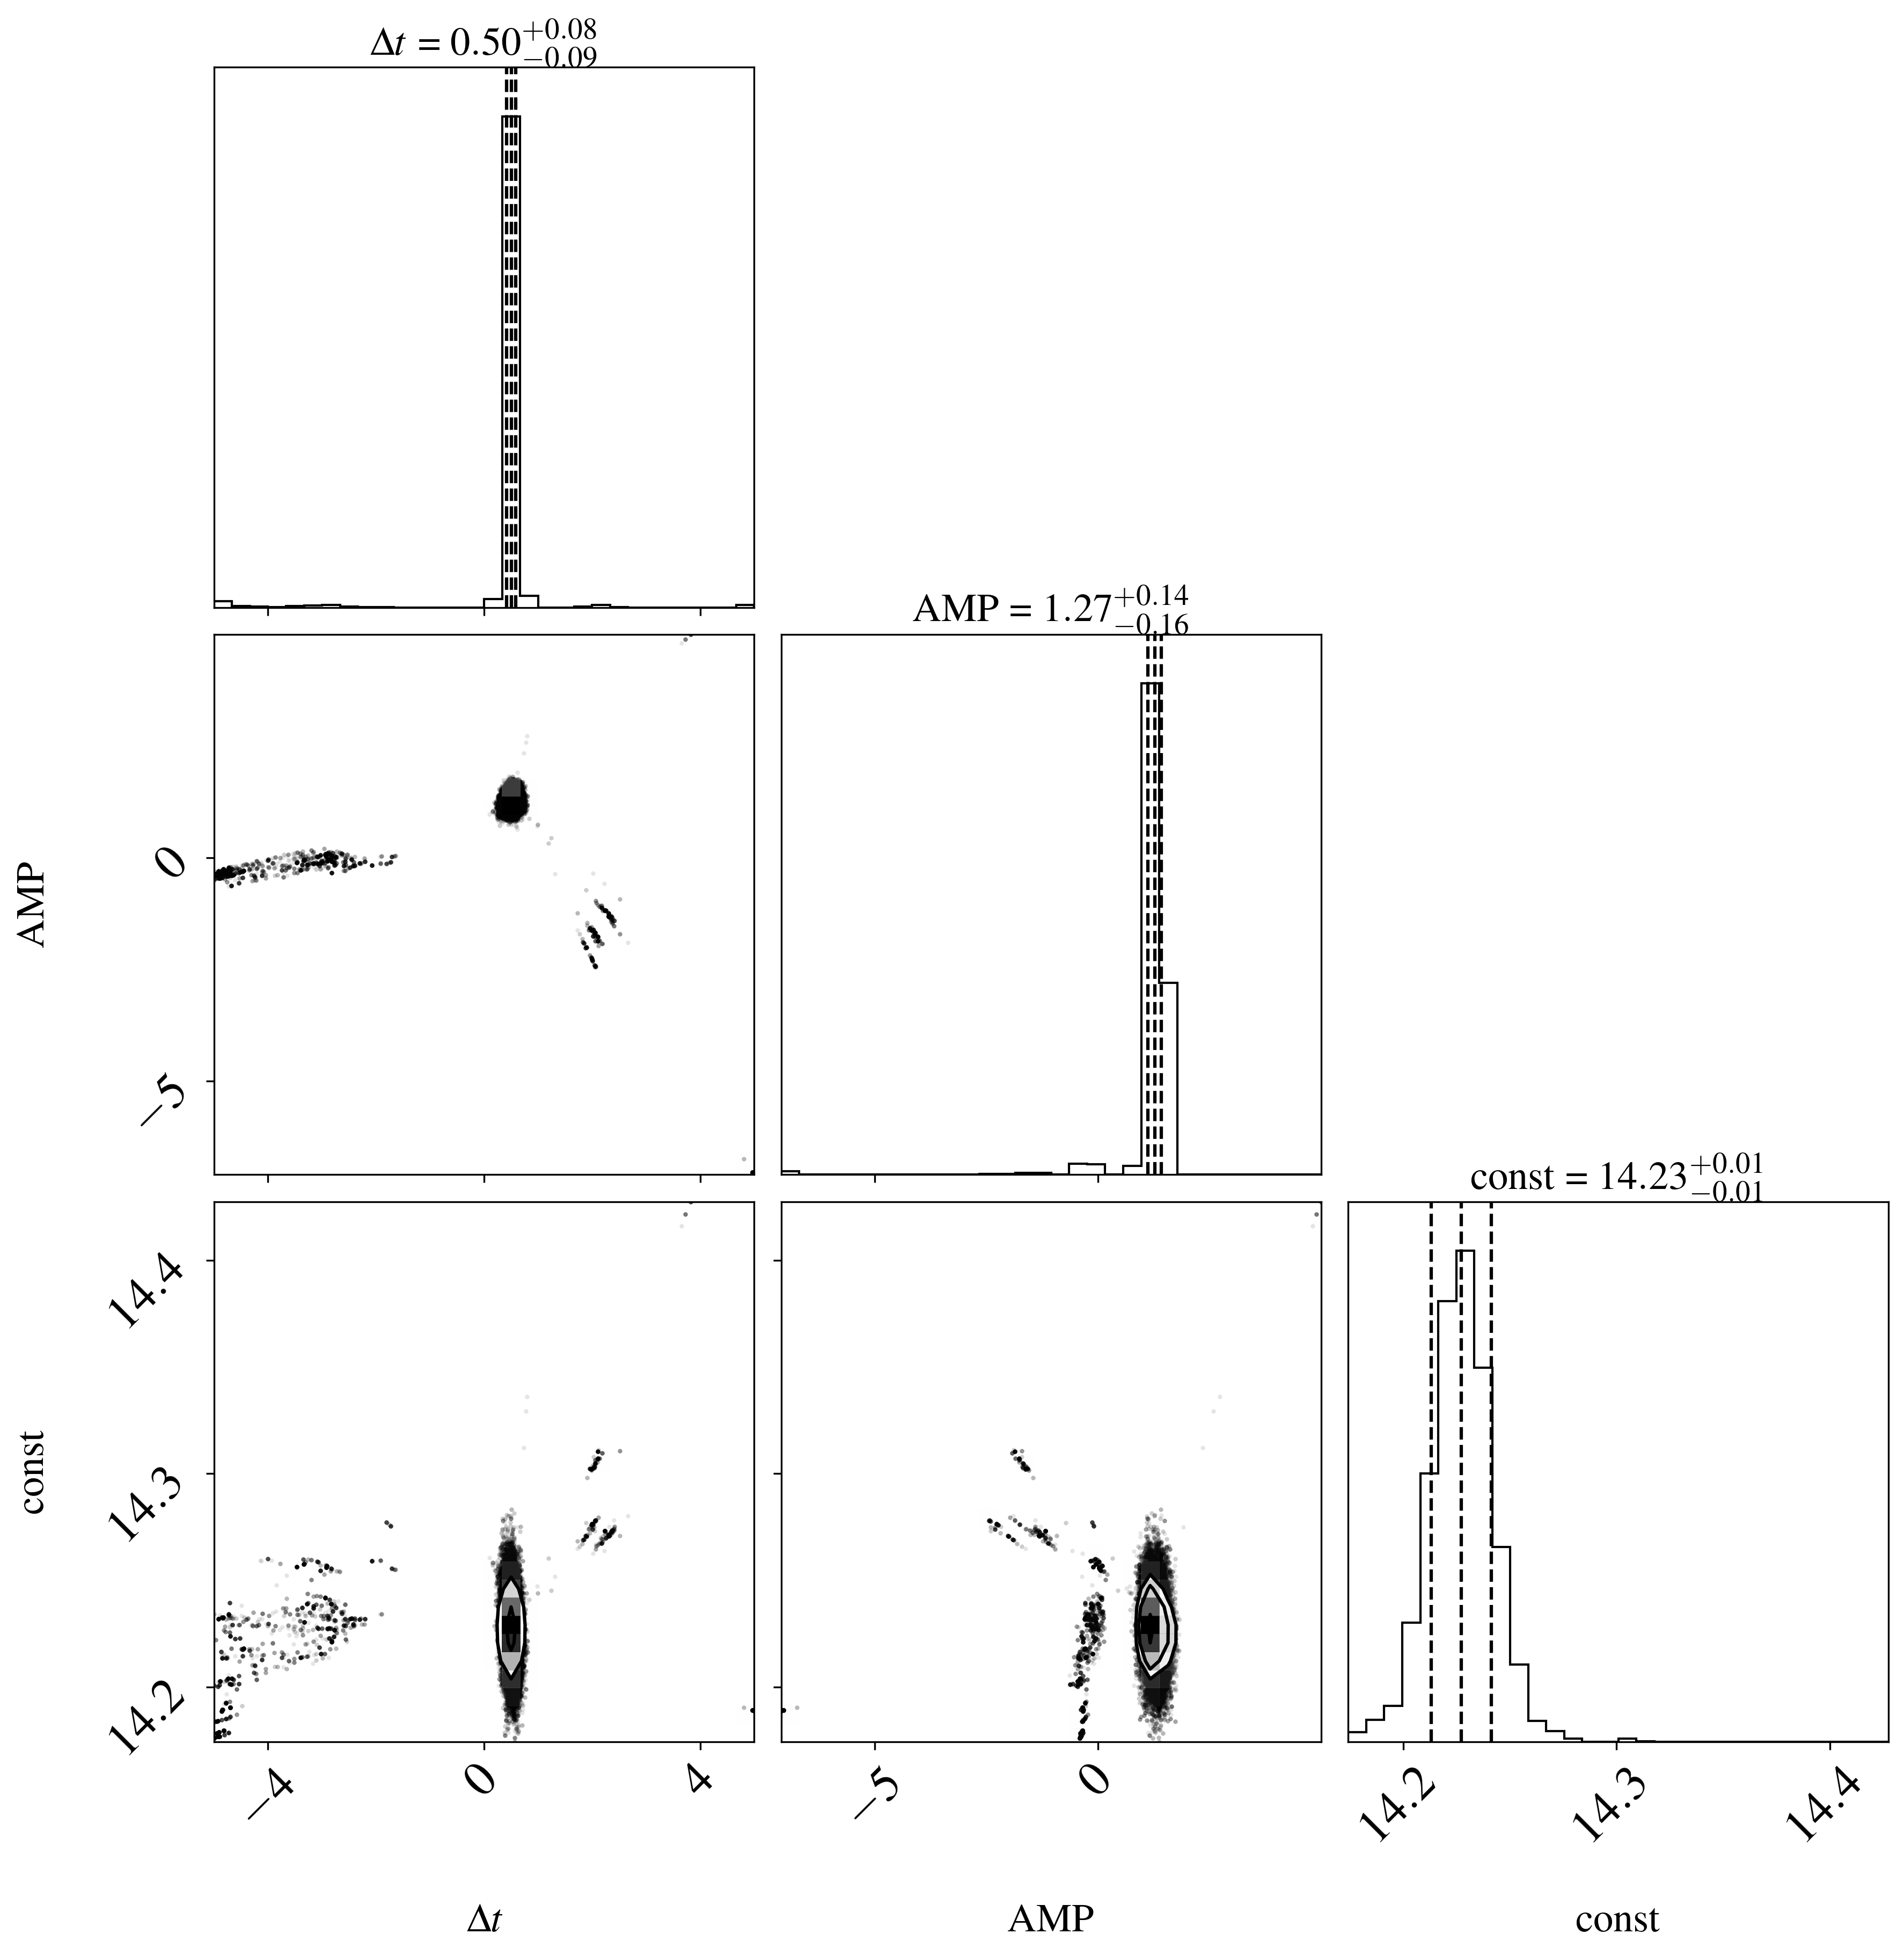 Δt = 0.50+0.08−0.09
AMP = 1.27+0.14−0.16
AMP
0
−5
const = 14.23+0.01−0.01
const
14.4
14.3
14.2
−4
0
4
−5
0
14.2
14.3
14.4
Δt
AMP
const